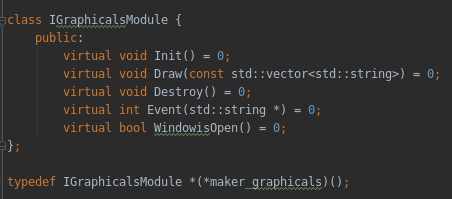 class IGraphicalsModule {
    public:
        virtual void Init() = 0;
        virtual void Draw(const std::vector<std::string>) = 0;
        virtual void Destroy() = 0;
        virtual int Event(std::string *) = 0;
        virtual bool WindowisOpen() = 0;
};
typedef IGraphicalsModule *(*maker_graphicals)();